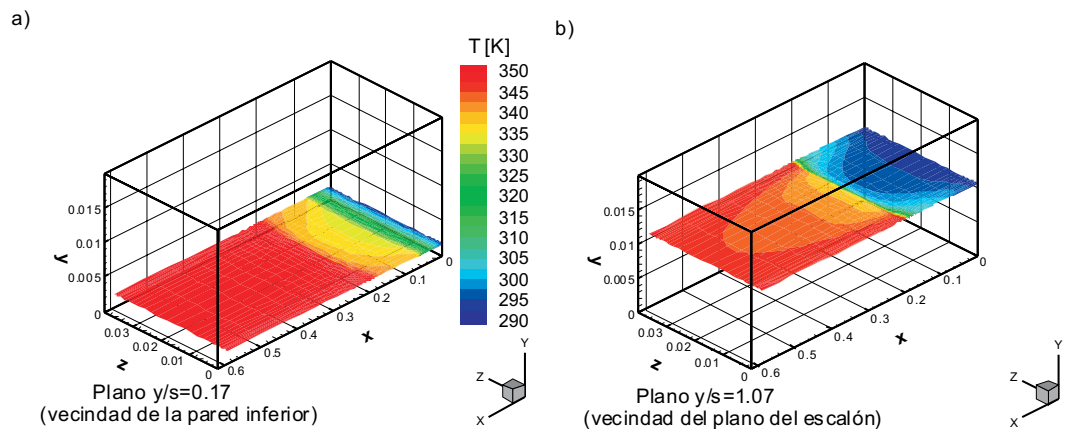 a)
T [K]
350
345
340
335
330
325
320
315
310
305
300
295
290
0.015
0.01
0.005
0
y
0.03
0.02
0.01
0
z
0.6
0.5
0.4
0.3
0.2
0.1
0
x
Plano y/s=0.17
(vecindad de la pared inferior)
Y
Z
X
b)
0.015
0.01
0.005
0
y
0.03
0.02
0.01
0
z
0.6
0.5
0.4
0.3
0.2
0.1
0
x
Plano y/s=1.07
(vecindad del plano del escalón)
Y
Z
X